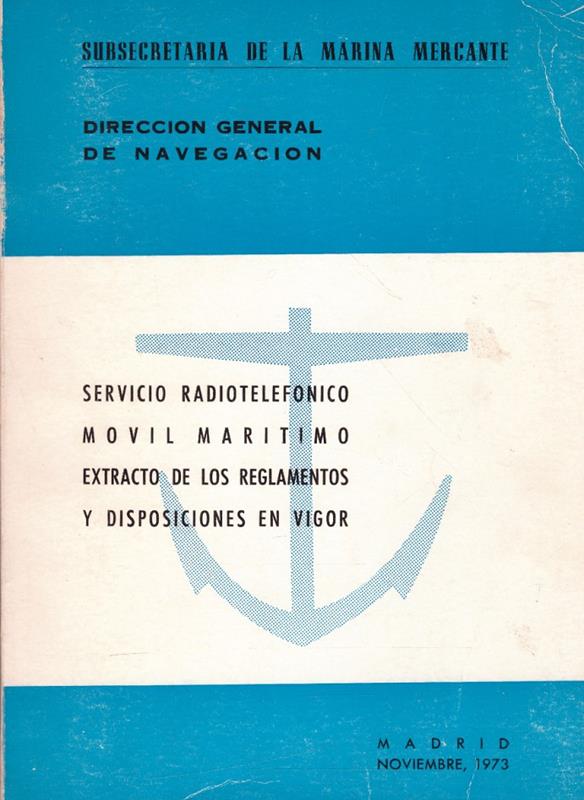 SUBSECRETARIA DE LA MARINA MERCANTE
DIRECCION GENERAL
DE NAVEGACION
SERVICIO RADIOTELEFONICO
MOVIL MARITIMO
EXTRACTO DE LOS REGLAMENTOS
Y DISPOSICIONES EN VIGOR
MADRID
NOVIEMBRE, 1973